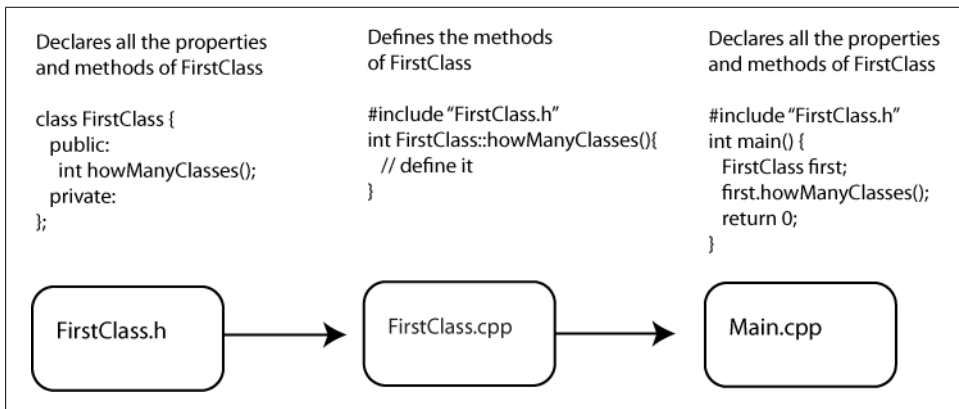 Declares all the properties
and methods of FirstClass
class FirstClass {
public:
int howManyClasses();
private:
};
Defines the methods
of FirstClass
#include “FirstClass.h”
int FirstClass::howManyClasses(){
// define it
}
Declares all the properties
and methods of FirstClass
#include “FirstClass.h”
int main() {
FirstClass first;
first.howManyClasses();
return 0;
}
FirstClass.h
FirstClass.cpp
Main.cpp